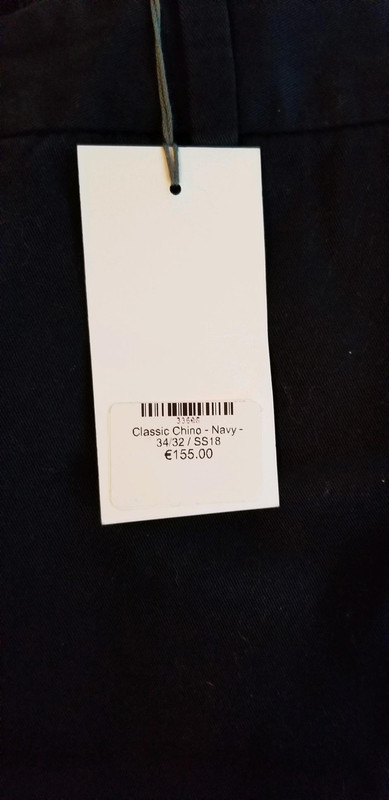 Classic Chino - Navy -
34/32 / SS18
€155.00